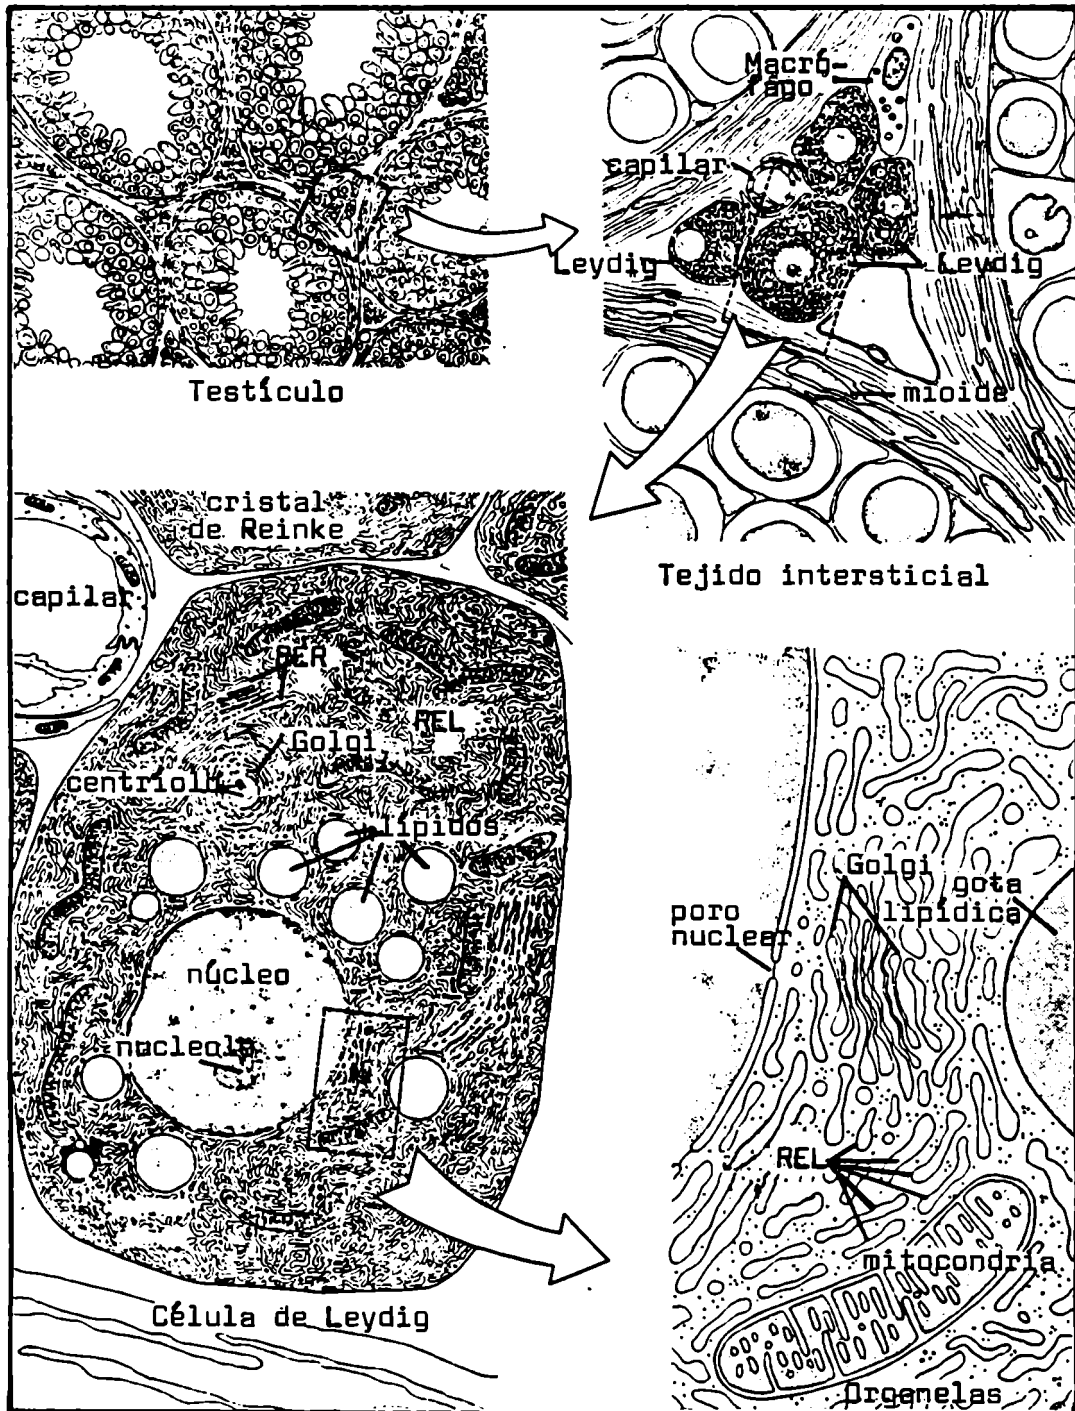 Testículo
Macró-
fago
capilar
Leydig
Leydig
mioide
Tejido intersticial
cristal
de Reinke
capilar
RER
REL
Golgi
centríolo
lípidos
núcleo
nucleolo
Célula de Leydig
Golgi
gota
lipídica
poro
nuclear
REL
mitocondria
Organelas